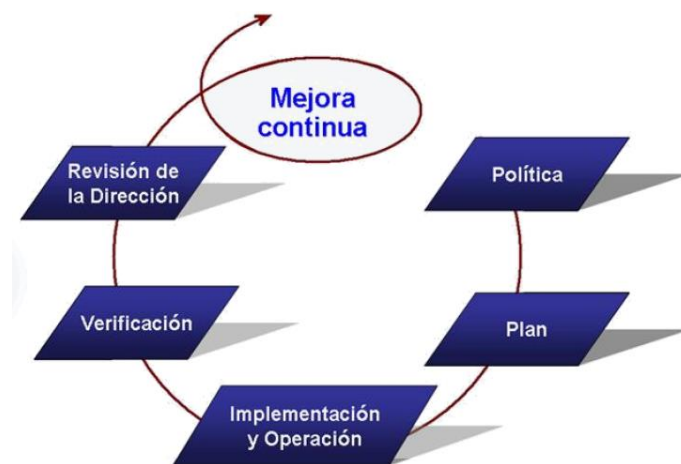 Mejora
continua
Política
Plan
Implementación
y Operación
Verificación
Revisión de
la Dirección